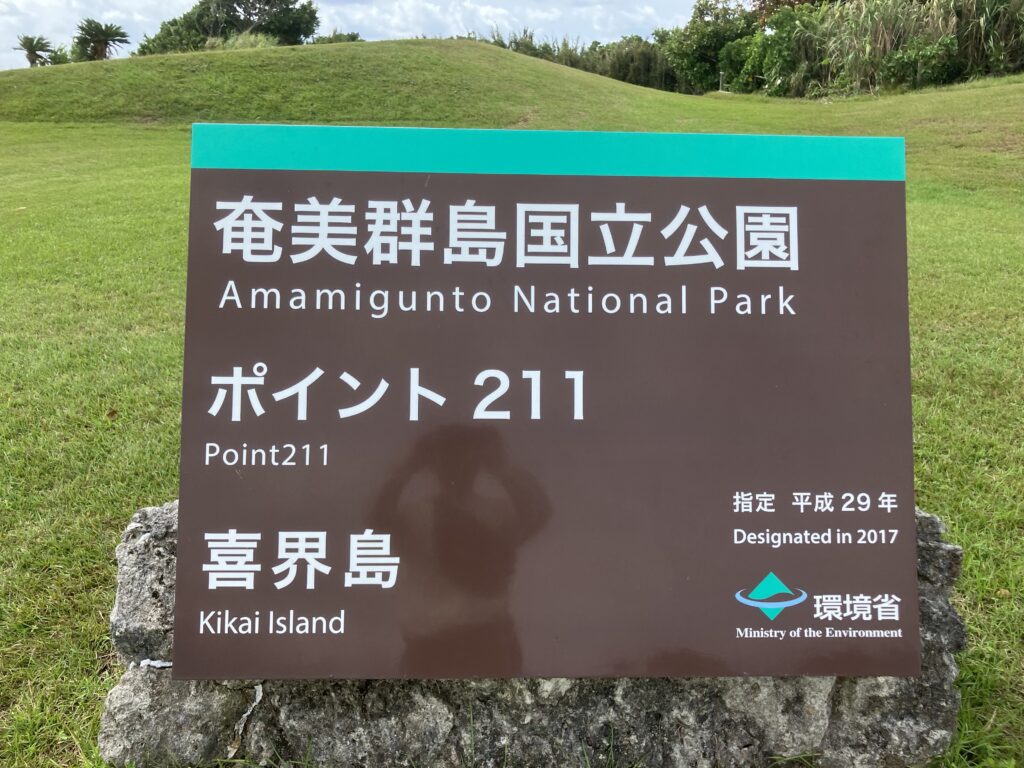 奄美群島国立公園
Amamigunto National Park
ポイント 211
Point211
喜界島
Kikai Island
指定 平成 29 年
Designated in 2017
環境省
Ministry of the Environment